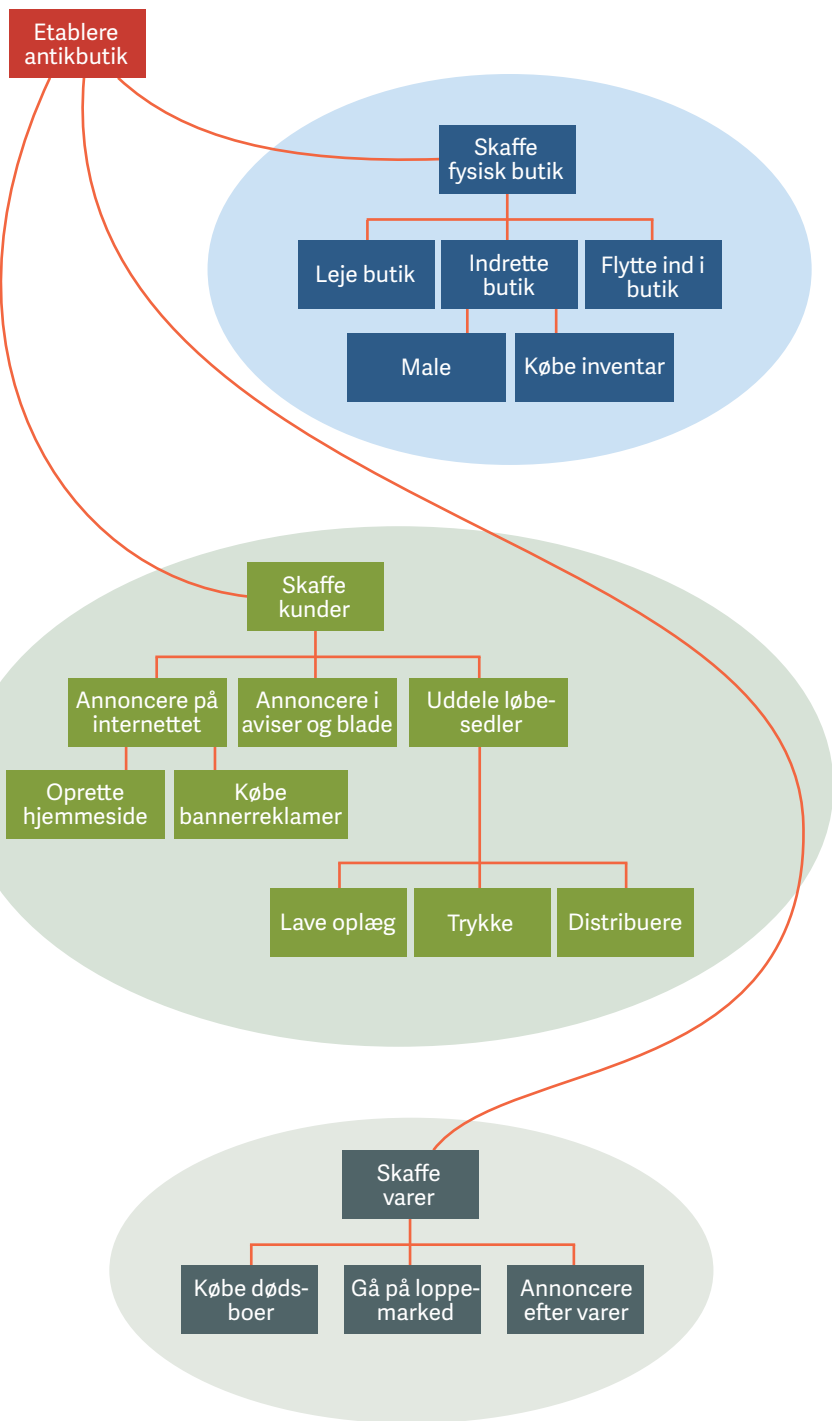 Etablere
antikbutik
Skaffe
fysisk butik
Leje butik
Indrette
butik
Flytte ind i
butik
Male
Købe inventar
Skaffe
kunder
Annoncere på
internettet
Annoncere i
aviser og blade
Uddele løbe-
sedler
Oprette
hjemmeside
Købe
bannerreklamer
Lave oplæg
Trykke
Distribuere
Skaffe
varer
Købe døds-
boer
Gå på loppe-
marked
Annoncere
efter varer